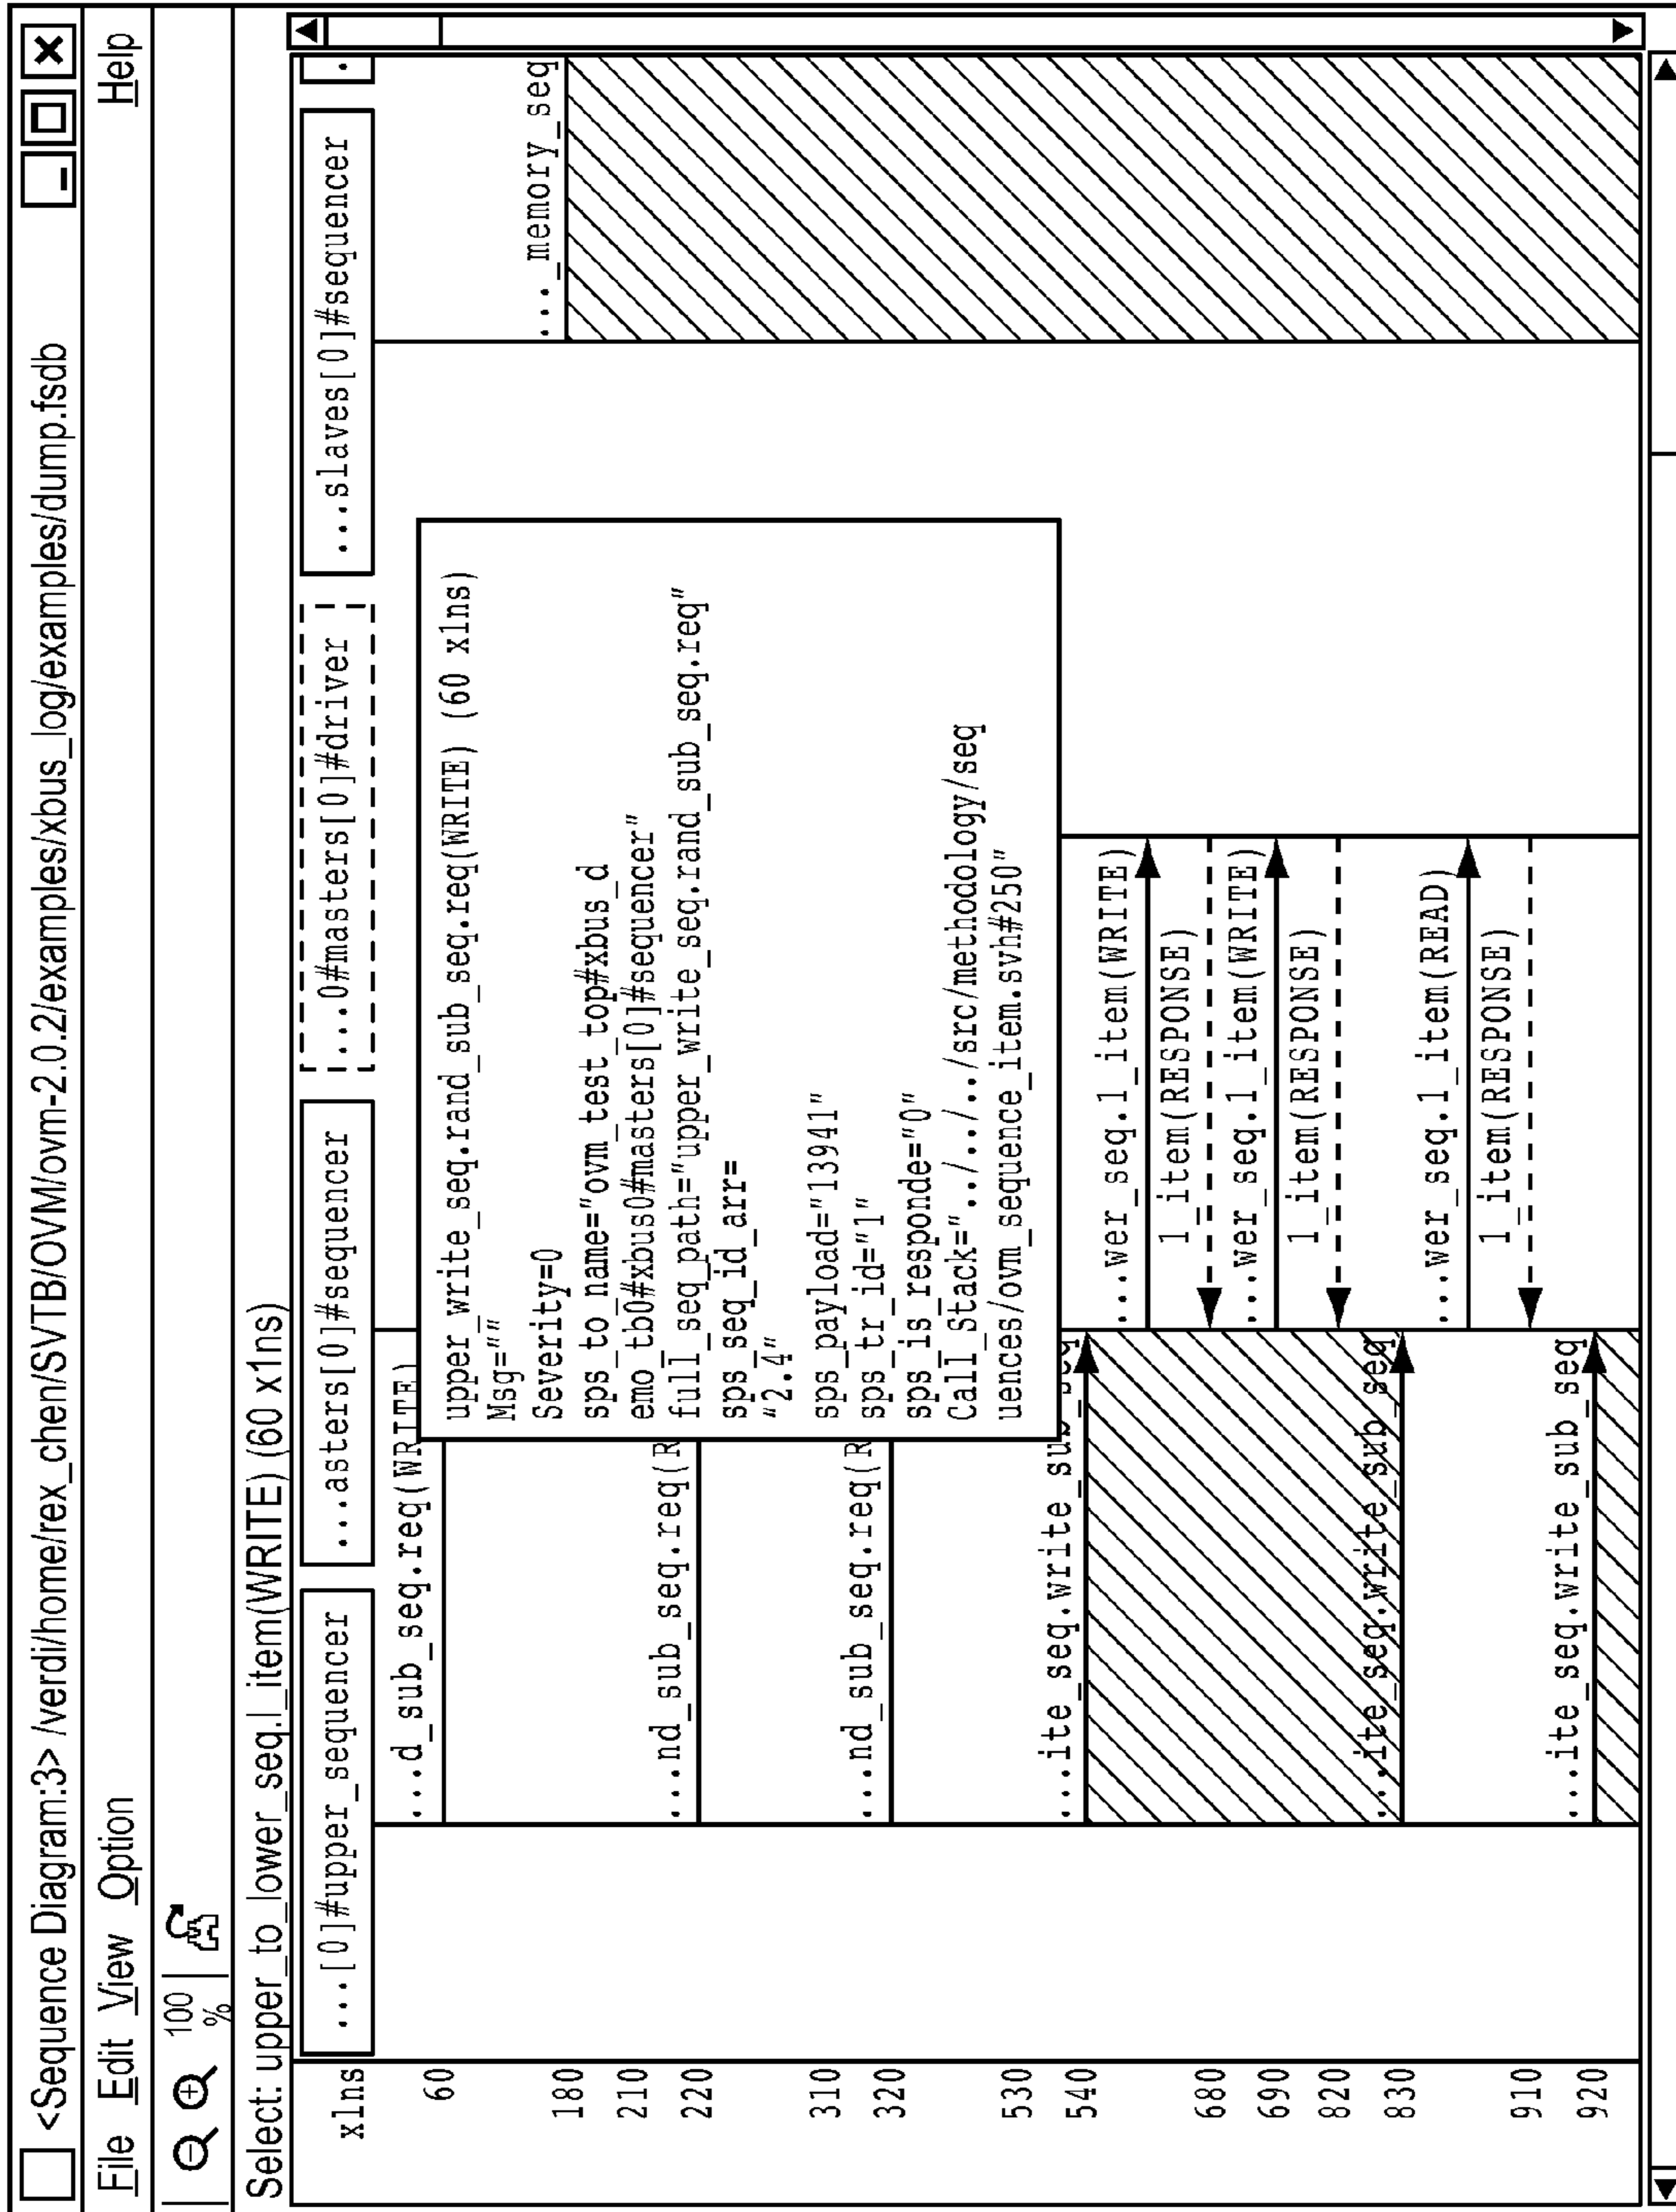 <Sequence Diagram:3> /verdi/home/rex_chen/SVTB/OVM/ovm-2.0.2/examples/xbus_log/examples/dump.fsdb
File Edit View Option Help
100
%
Select: upper_to_lower_seq.l_item(WRITE) (60 x1ns)
x1ns
...[0]#upper_sequencer
...asters[0]#sequencer
...0#masters[0]#driver
...slaves[0]#sequencer
.
60
...d_sub_seq.req(WRITE)
upper_write_seq.rand_sub_seq.req(WRITE) (60 x1ns)
Msg=""
Severity=0
sps_to_name="ovm_test_top#xbus_d
emo_tb0#xbus0#masters[0]#sequencer"
full_seq_path="upper_write_seq.rand_sub_seq.req"
sps_seq_id_arr=
"2.4"
sps_payload="13941"
sps_tr_id="1"
sps_is_responde="0"
Call_Stack="../../../../src/methodology/seq
uences/ovm_sequence_item.svh#250"
..._memory_seq
180
210
220
...nd_sub_seq.req(R
310
320
...nd_sub_seq.req(R
530
540
...ite_seq.write_sub_seq
...wer_seq.l_item(WRITE)
680
l_item(RESPONSE)
690
...wer_seq.l_item(WRITE)
820
l_item(RESPONSE)
830
...ite_seq.write_sub_seq
...wer_seq.l_item(READ)
910
l_item(RESPONSE)
920
...ite_seq.write_sub_seq